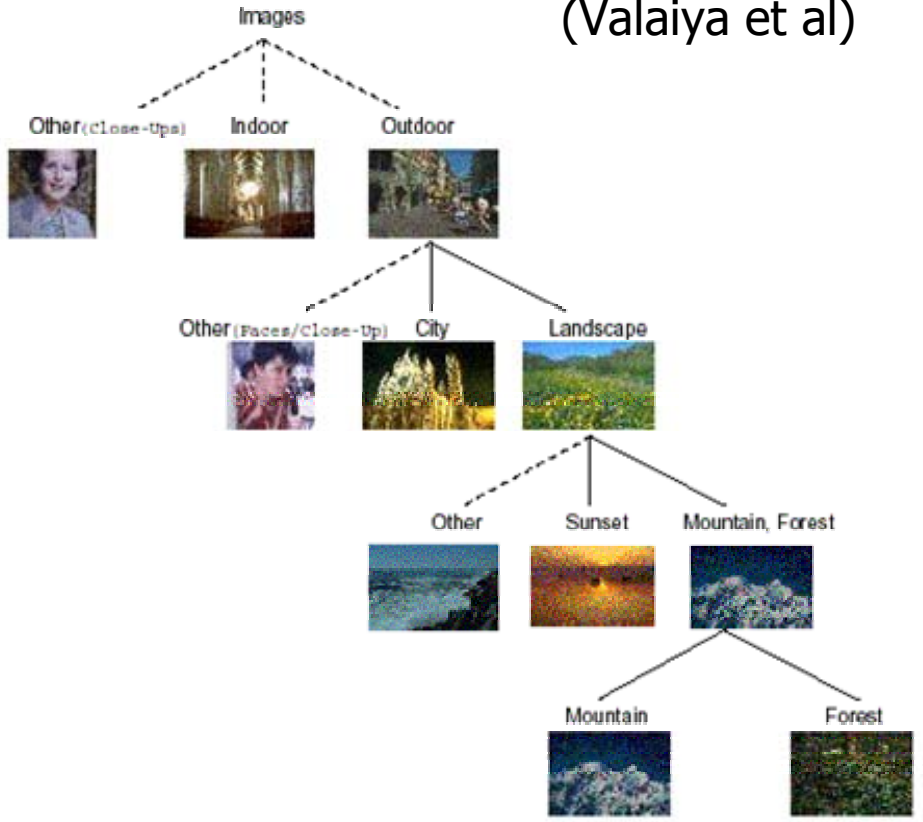 (Valaiya et al)
Images
Other(Close-Ups) Indoor Outdoor
Other(Faces/Close-Up) City Landscape
Other Sunset Mountain, Forest
Mountain Forest